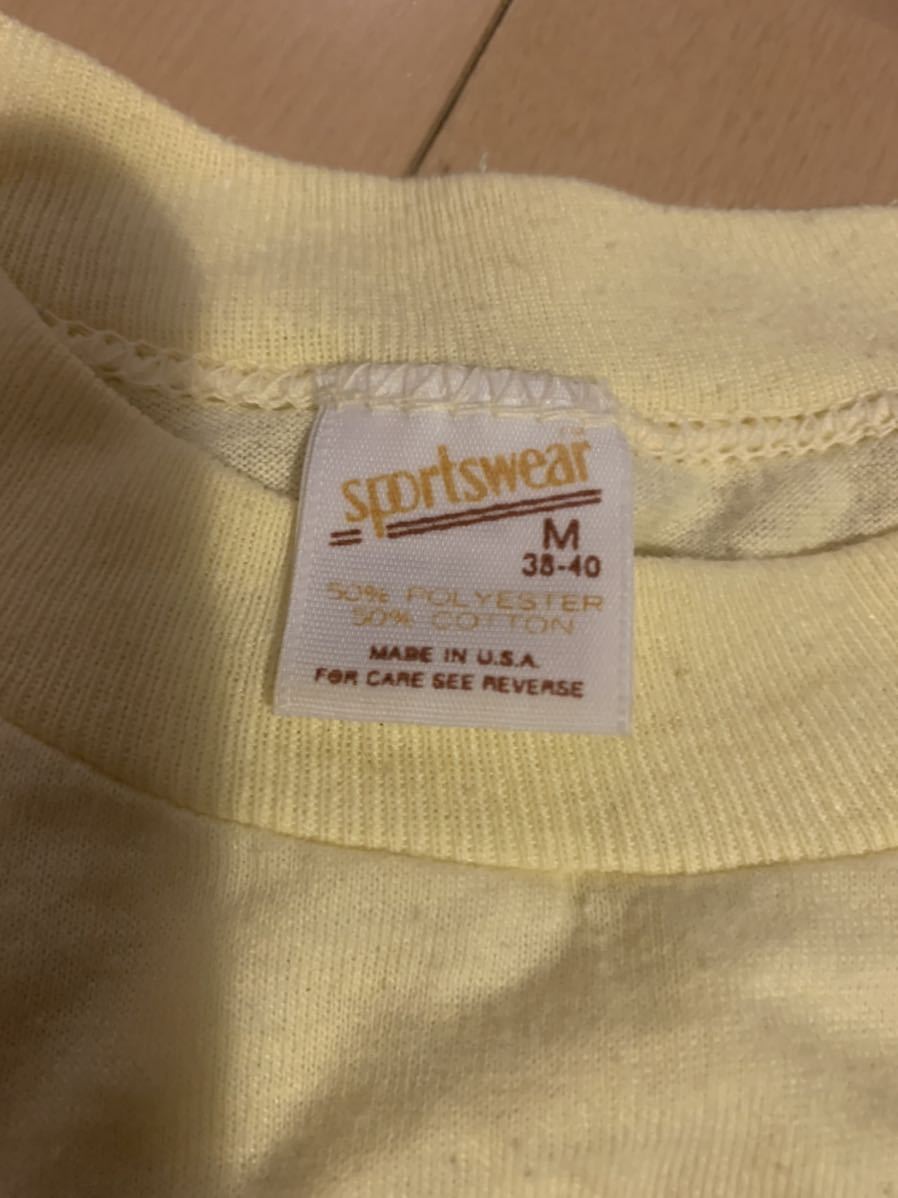 sportswear
M
38-40
50% POLYESTER
50% COTTON
MADE IN U.S.A.
FOR CARE SEE REVERSE